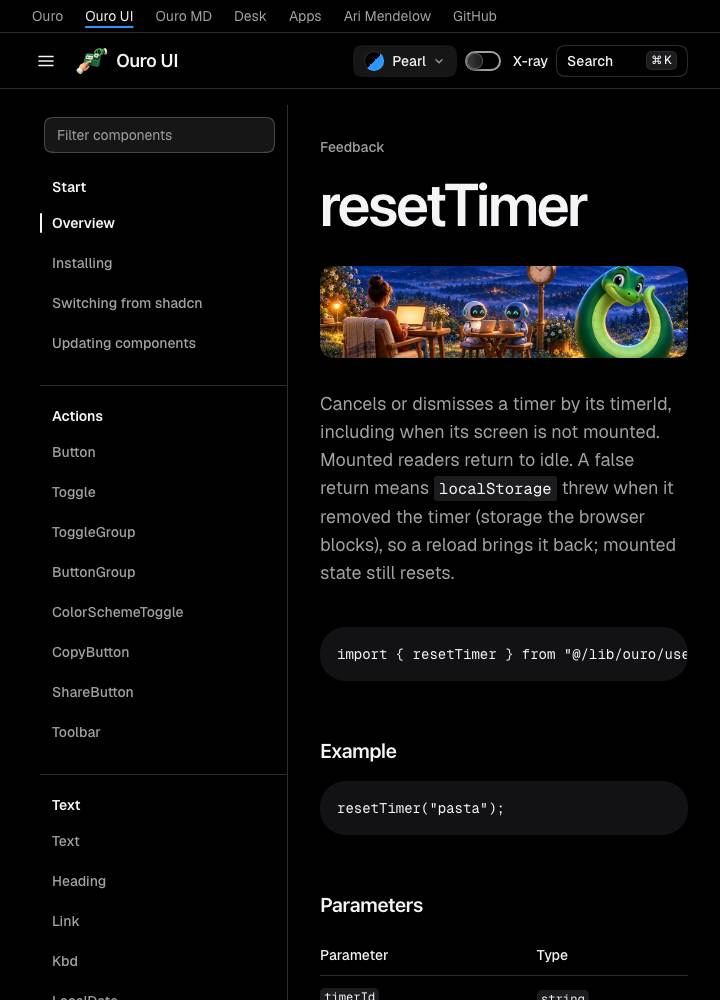 Ouro Ouro UI Ouro MD Desk Apps Ari Mendelow GitHub
Ouro UI Pearl X-ray Search ⌘K
Filter components
Start
Overview
Installing
Switching from shadcn
Updating components
Actions
Button
Toggle
ToggleGroup
ButtonGroup
ColorSchemeToggle
CopyButton
ShareButton
Toolbar
Text
Text
Heading
Link
Kbd
LocalDate
Feedback
resetTimer
Cancels or dismisses a timer by its timerId,
including when its screen is not mounted.
Mounted readers return to idle. A false
return means localStorage threw when it
removed the timer (storage the browser
blocks), so a reload brings it back; mounted
state still resets.
import { resetTimer } from "@/lib/ouro/use
Example
resetTimer("pasta");
Parameters
Parameter Type
timerId string